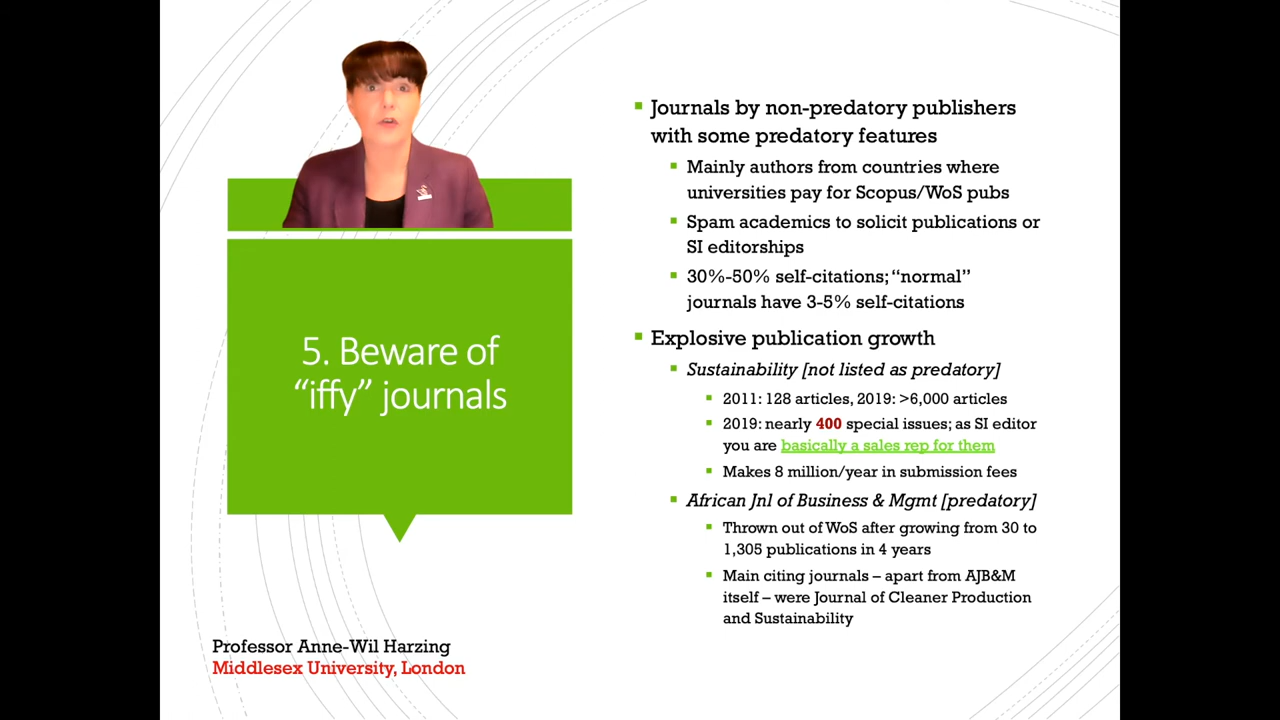 5. Beware of
“iffy” journals
Journals by non-predatory publishers
with some predatory features
Mainly authors from countries where
universities pay for Scopus/WoS pubs
Spam academics to solicit publications or
SI editorships
30%-50% self-citations; “normal”
journals have 3-5% self-citations
Explosive publication growth
Sustainability [not listed as predatory]
2011: 128 articles, 2019: >6,000 articles
2019: nearly 400 special issues; as SI editor
you are basically a sales rep for them
Makes 8 million/year in submission fees
African Jnl of Business & Mgmt [predatory]
Thrown out of WoS after growing from 30 to
1,305 publications in 4 years
Main citing journals – apart from AJB&M
itself – were Journal of Cleaner Production
and Sustainability
Professor Anne-Wil Harzing
Middlesex University, London